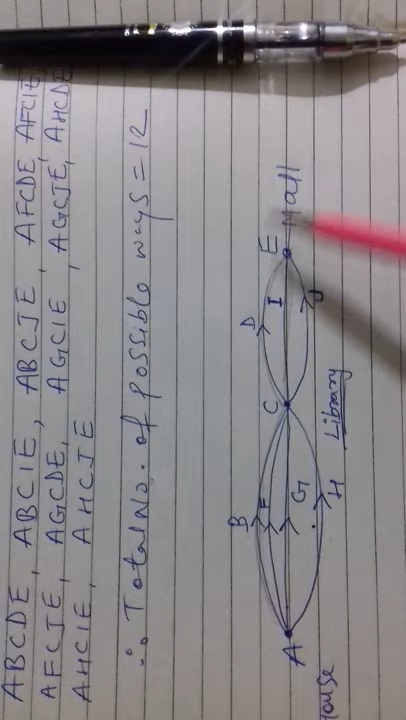 ABCDE, ABCIE, ABCJE, AFCDE, AFCIE,
AFCJE, AGCDE, AGCIE, AGCJE, AHCDE
AHCIE, AHCJE
∴ Total No. of Possible ways = 12
B D
F I
A C E Mall
G
H J
Library